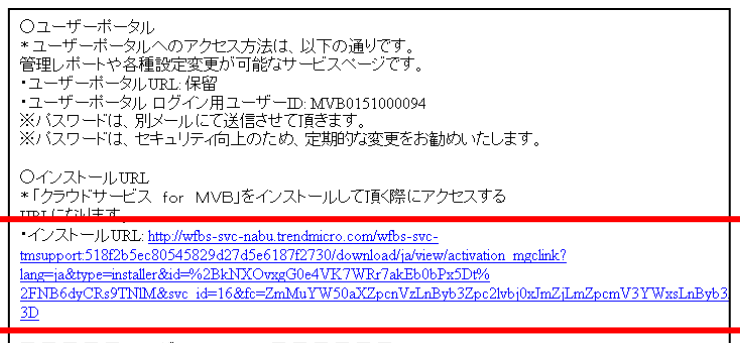 ○ユーザーポータル
*ユーザーポータルへのアクセス方法は、以下の通りです。
管理レポートや各種設定変更が可能なサービスページです。
・ユーザーポータルURL: 保留
・ユーザーポータル ログイン用ユーザーID: MVB0151000094
※パスワードは、別メールにて送信させて頂きます。
※パスワードは、セキュリティ向上のため、定期的な変更をお勧めいたします。
○インストールURL
*「クラウドサービス for MVB」をインストールして頂く際にアクセスする
URLになります。
・インストールURL: http://wfbs-svc-nabu.trendmicro.com/wfbs-svc-
tmsupport:518f2b5ec80545829d27d5e6187f2730/download/ja/view/activation_mgclink?
lang=ja&type=installer&id=%2BkNXOvxgG0e4VK7WRr7akEb0bPx5Dt%
2FNB6dyCRs9TNlM&svc_id=16&fc=ZmMuYW50aXZpcnVzLnByb3Zpc2lvbj0xJmZjLmZpcmV3YWxsLnByb3
3D